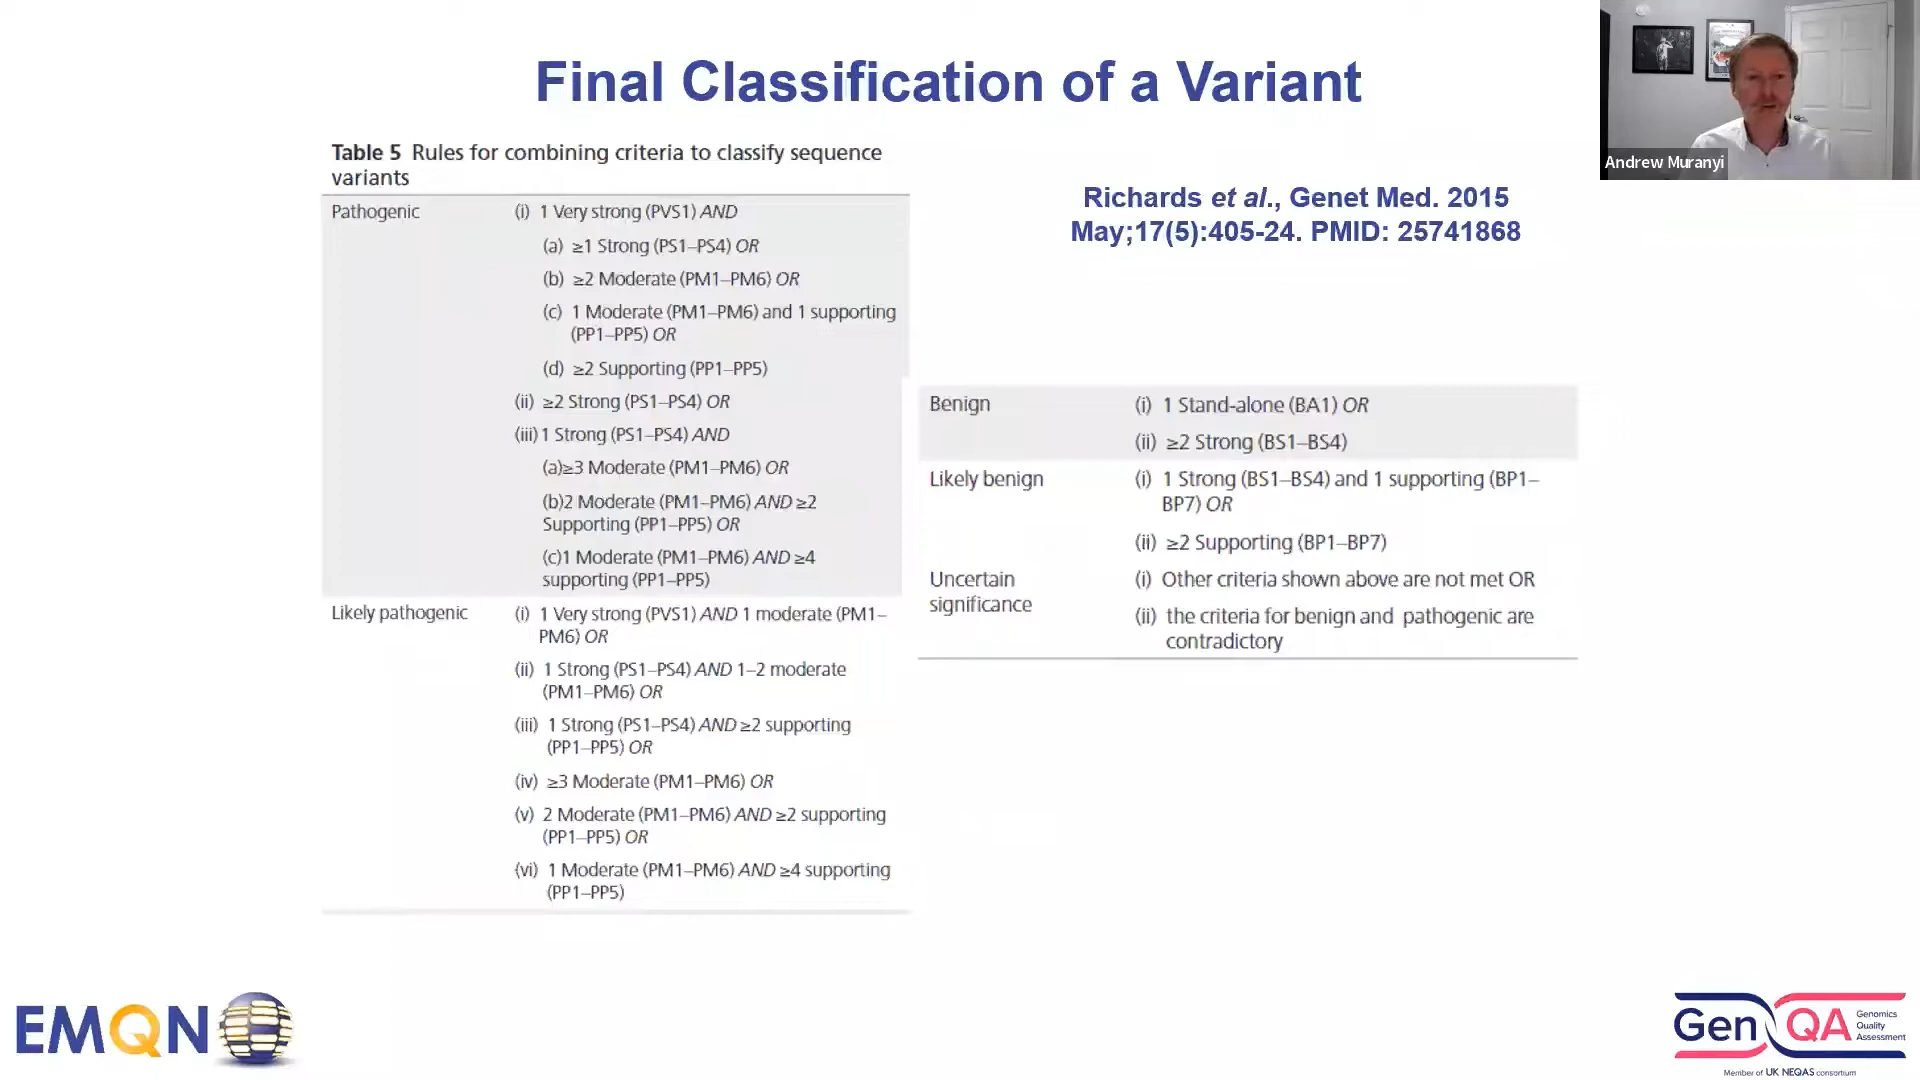 Final Classification of a Variant
Andrew Muranyi
Table 5 Rules for combining criteria to classify sequence
variants
Pathogenic
(i) 1 Very strong (PVS1) AND
(a) ≥1 Strong (PS1–PS4) OR
(b) ≥2 Moderate (PM1–PM6) OR
(c) 1 Moderate (PM1–PM6) and 1 supporting
(PP1–PP5) OR
(d) ≥2 Supporting (PP1–PP5)
(ii) ≥2 Strong (PS1–PS4) OR
(iii) 1 Strong (PS1–PS4) AND
(a)≥3 Moderate (PM1–PM6) OR
(b)2 Moderate (PM1–PM6) AND ≥2
Supporting (PP1–PP5) OR
(c)1 Moderate (PM1–PM6) AND ≥4
supporting (PP1–PP5)
Likely pathogenic
(i) 1 Very strong (PVS1) AND 1 moderate (PM1–
PM6) OR
(ii) 1 Strong (PS1–PS4) AND 1–2 moderate
(PM1–PM6) OR
(iii) 1 Strong (PS1–PS4) AND ≥2 supporting
(PP1–PP5) OR
(iv) ≥3 Moderate (PM1–PM6) OR
(v) 2 Moderate (PM1–PM6) AND ≥2 supporting
(PP1–PP5) OR
(vi) 1 Moderate (PM1–PM6) AND ≥4 supporting
(PP1–PP5)
Richards et al., Genet Med. 2015
May;17(5):405-24. PMID: 25741868
Benign
(i) 1 Stand-alone (BA1) OR
(ii) ≥2 Strong (BS1–BS4)
Likely benign
(i) 1 Strong (BS1–BS4) and 1 supporting (BP1–
BP7) OR
(ii) ≥2 Supporting (BP1–BP7)
Uncertain
significance
(i) Other criteria shown above are not met OR
(ii) the criteria for benign and pathogenic are
contradictory
EMQN
GenQA
Genomics
Quality
Assessment
Member of UK NEQAS consortium